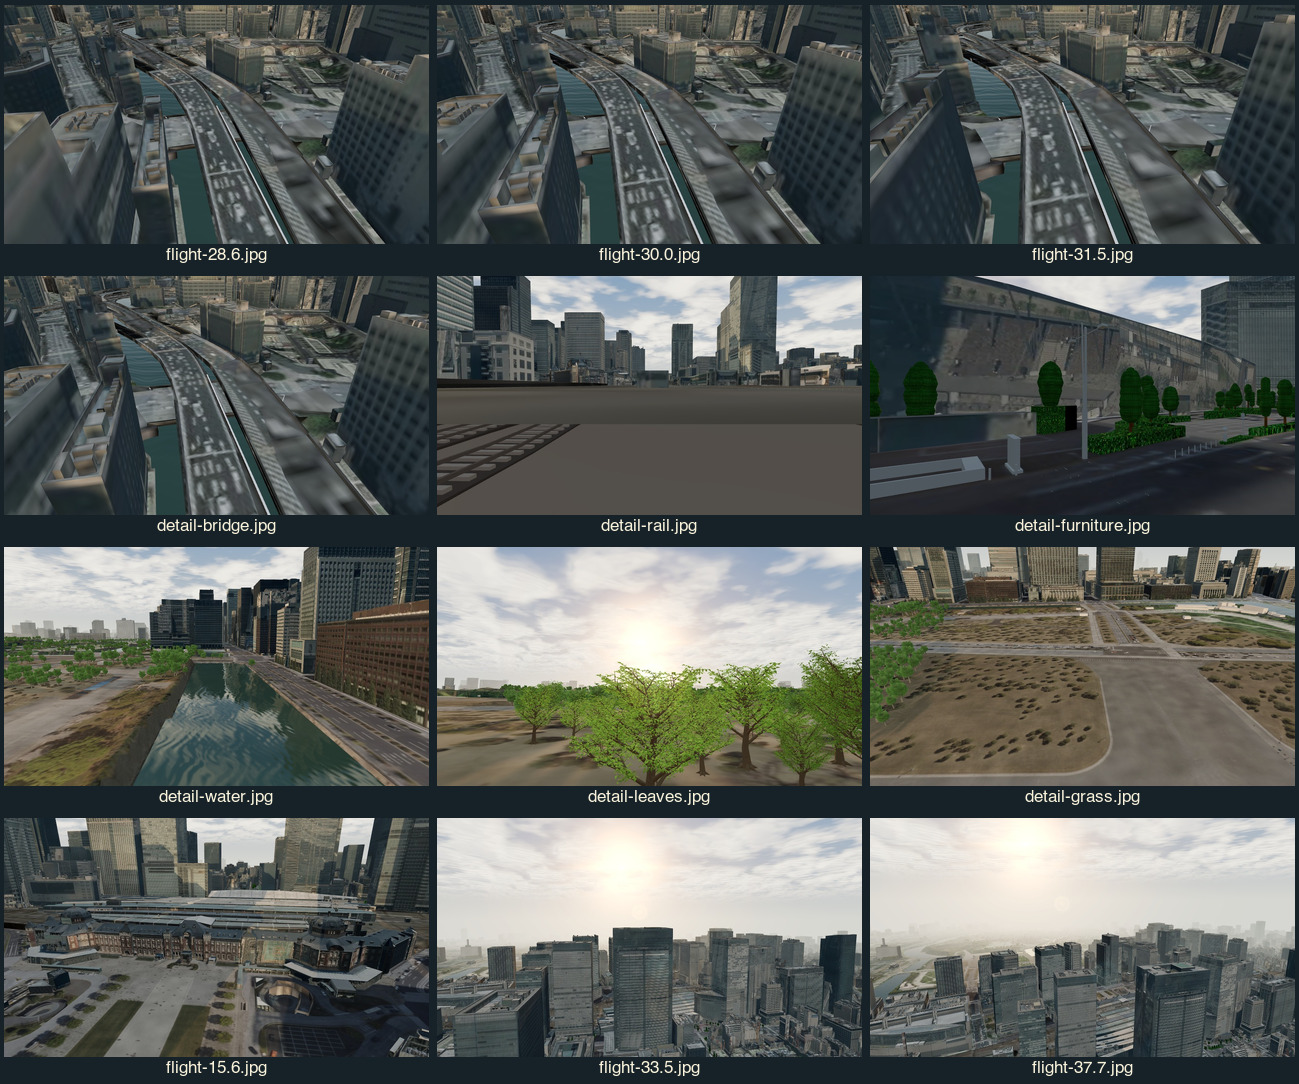 flight-28.6.jpg
flight-30.0.jpg
flight-31.5.jpg
detail-bridge.jpg
detail-rail.jpg
detail-furniture.jpg
detail-water.jpg
detail-leaves.jpg
detail-grass.jpg
flight-15.6.jpg
flight-33.5.jpg
flight-37.7.jpg